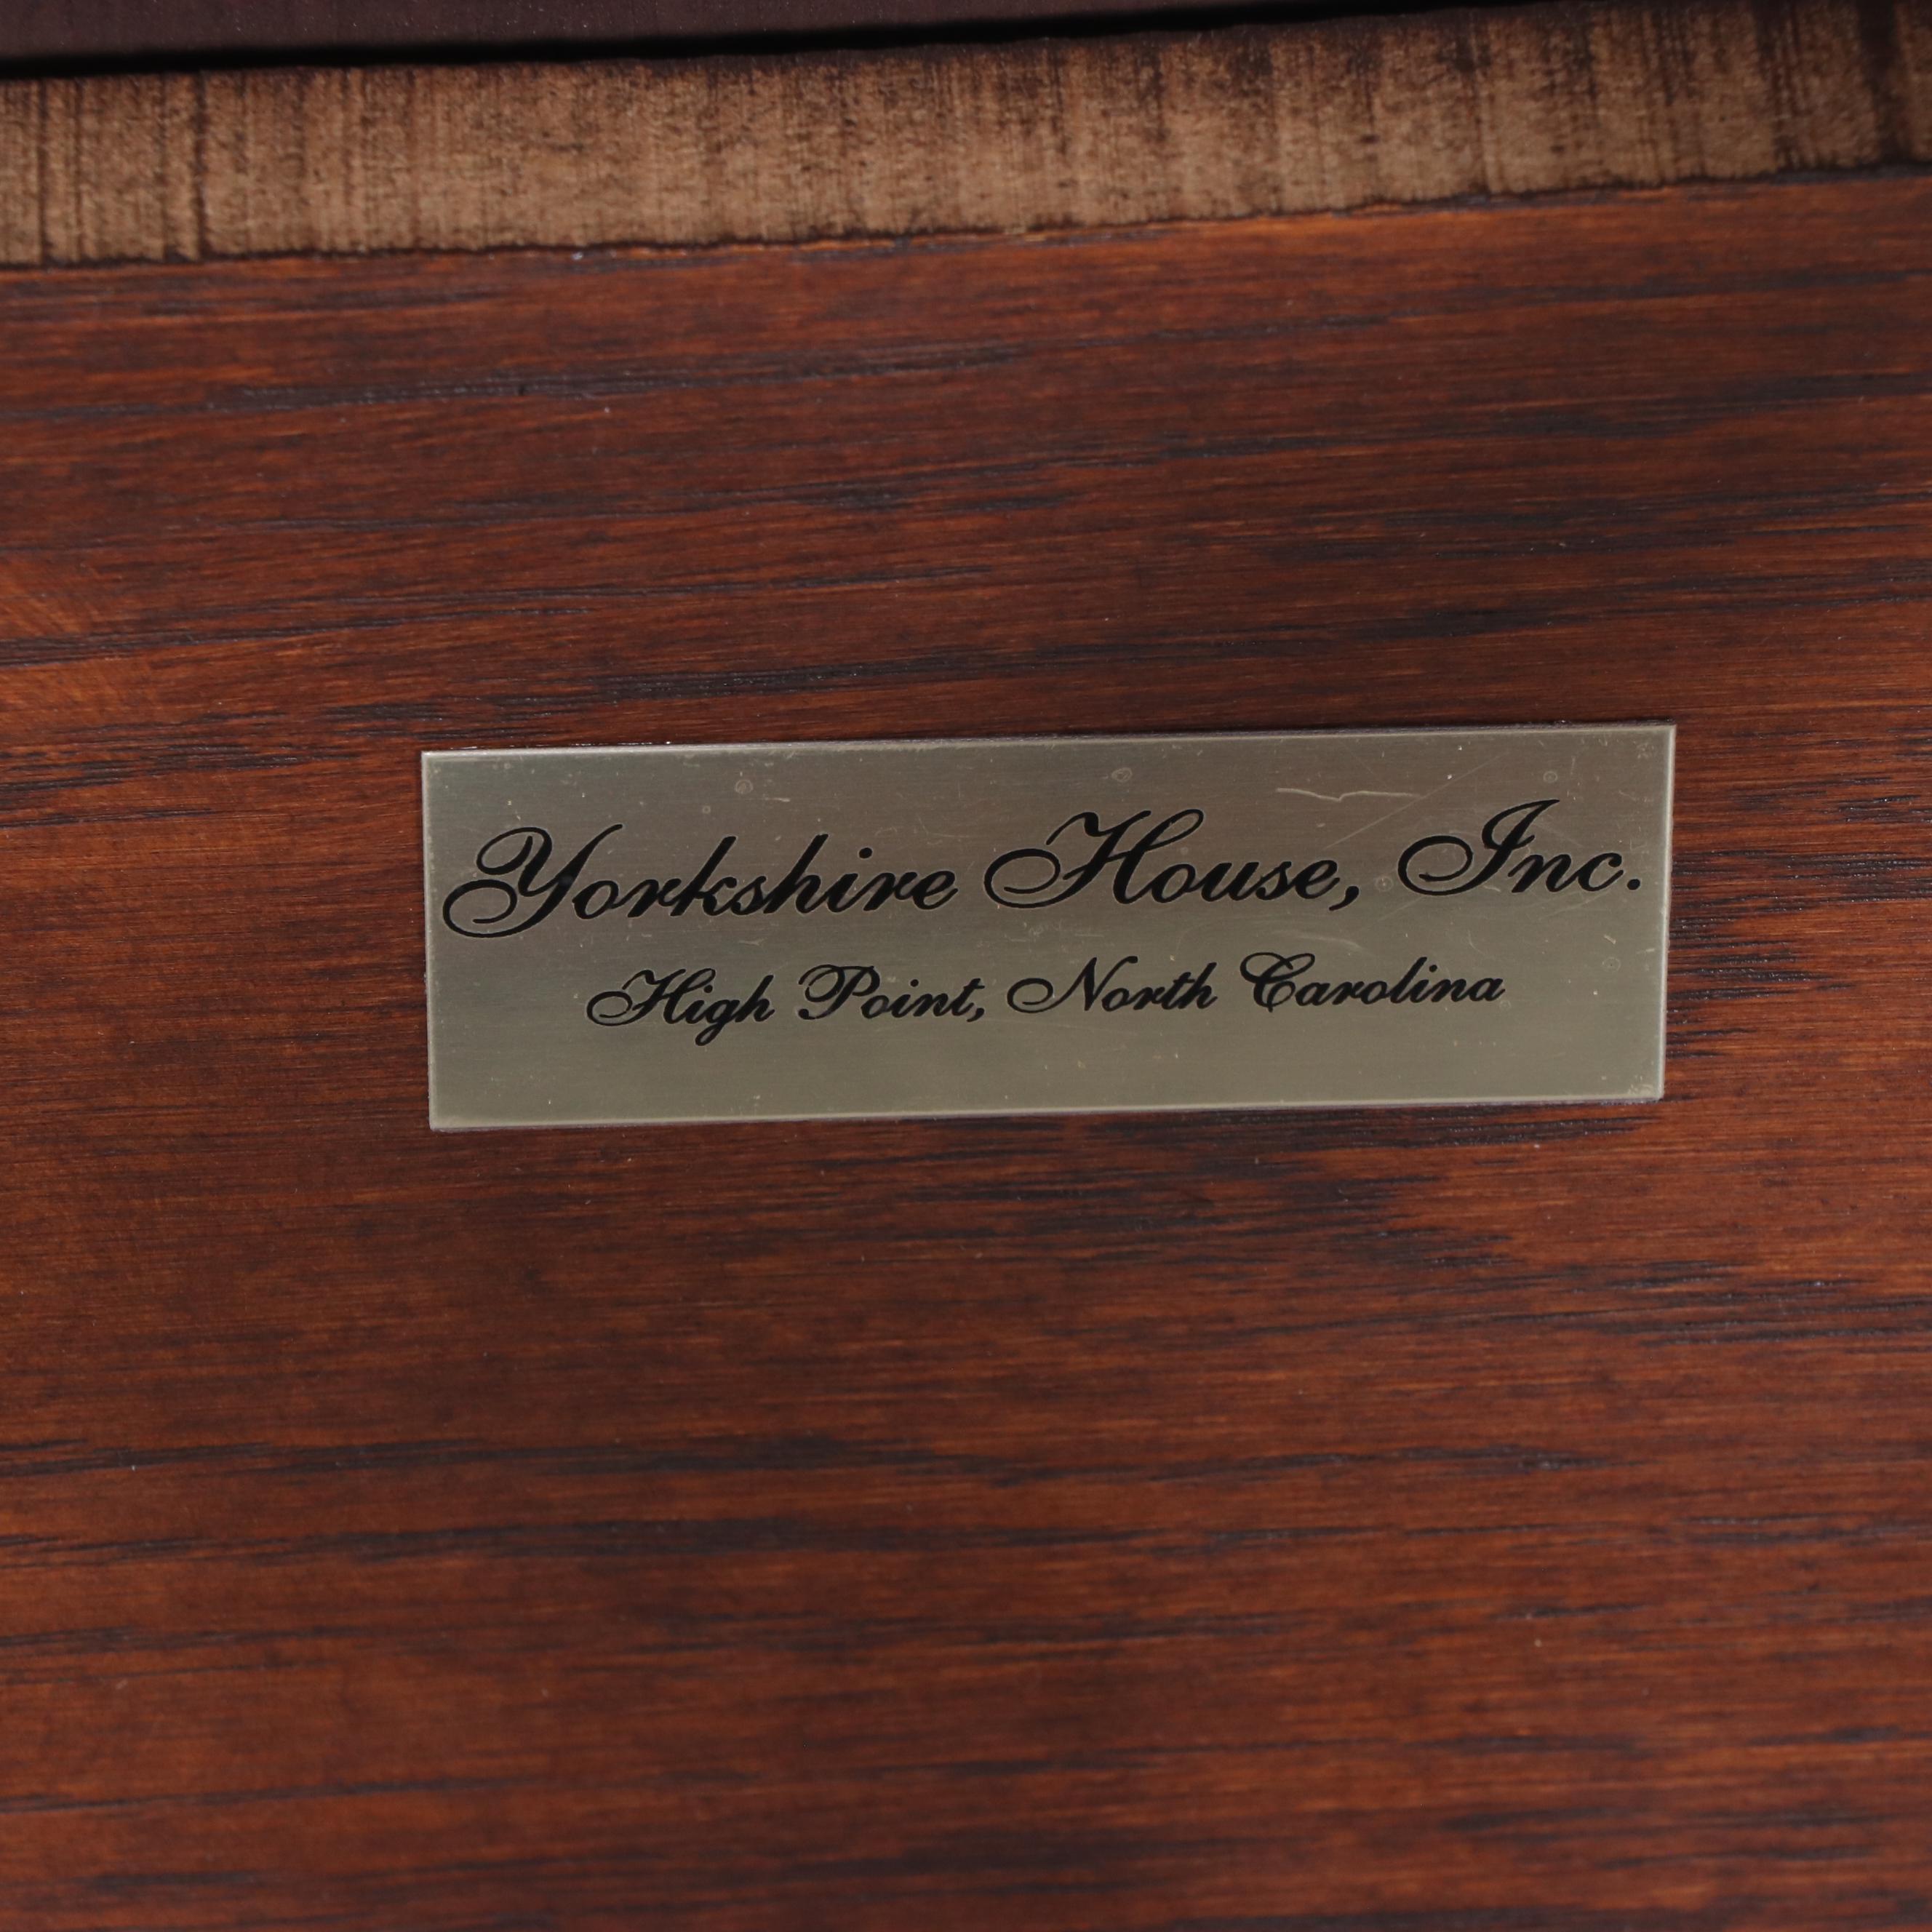 Yorkshire House, Inc.
High Point, North Carolina